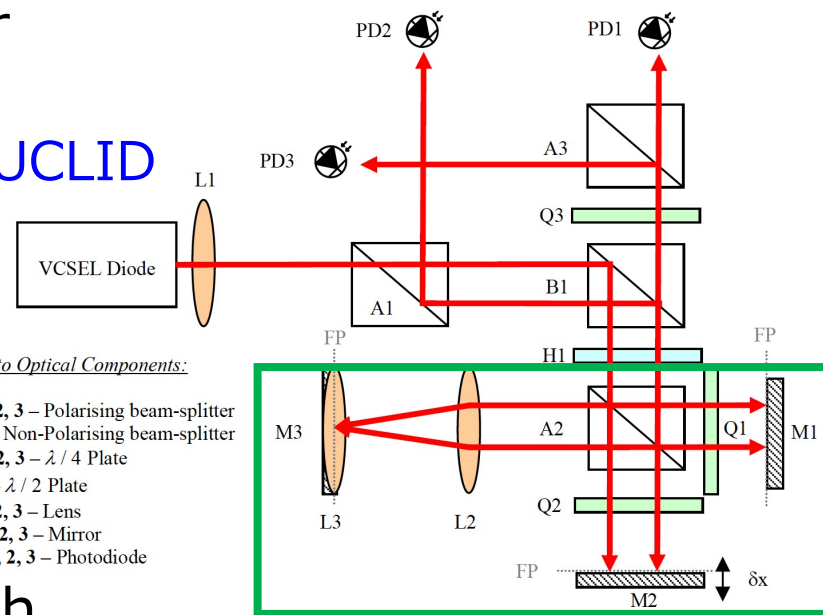 r
PD2
PD1
UCLID
PD3
A3
L1
Q3
VCSEL Diode
A1
B1
FP
H1
FP
to Optical Components:
2, 3 – Polarising beam-splitter
Non-Polarising beam-splitter
2, 3 – λ / 4 Plate
λ / 2 Plate
2, 3 – Lens
2, 3 – Mirror
, 2, 3 – Photodiode
M3
A2
Q1
M1
L3
L2
Q2
FP
δx
M2
h